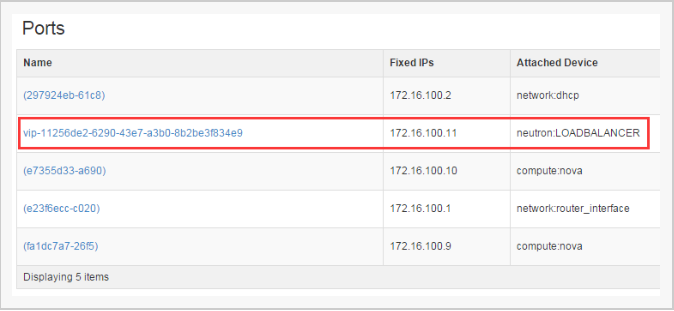 Ports
Name Fixed IPs Attached Device
(297924eb-61c8) 172.16.100.2 network:dhcp
vip-11256de2-6290-43e7-a3b0-8b2be3f834e9 172.16.100.11 neutron:LOADBALANCER
(e7355d33-a690) 172.16.100.10 compute:nova
(e23f6ecc-c020) 172.16.100.1 network:router_interface
(fa1dc7a7-26f5) 172.16.100.9 compute:nova
Displaying 5 items